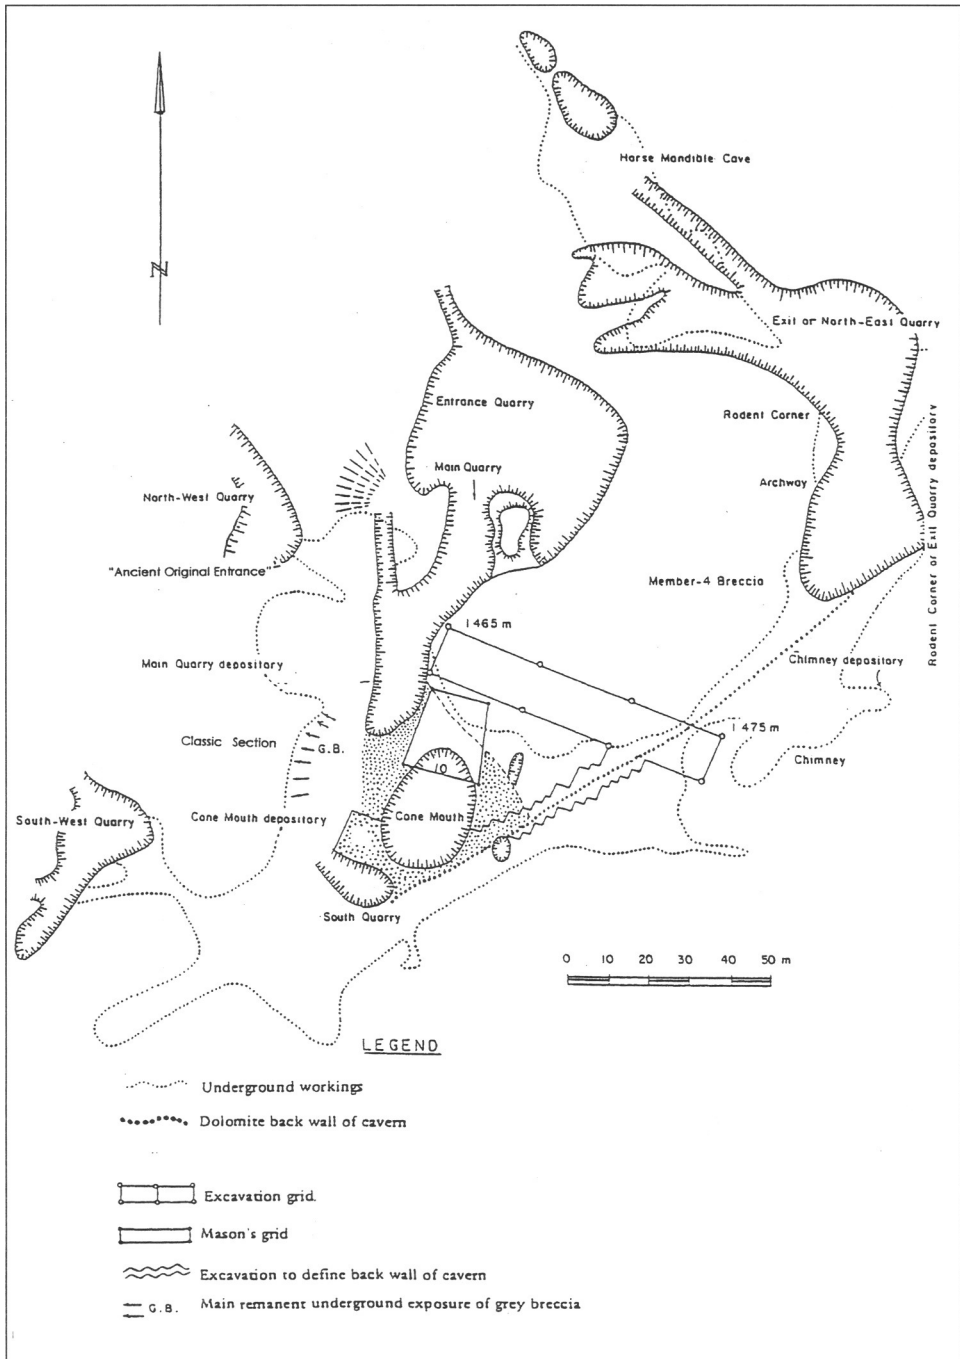 N
Horse Mandible Cave
Exit or North-East Quarry
Entrance Quarry
Rodent Corner
Main Quarry
Archway
North-West Quarry
"Ancient Original Entrance"
Member-4 Breccia
Rodent Corner or Exit Quarry depository
1465 m
Main Quarry depository
Chimney depository
1475 m
Classic Section
G.B.
Chimney
10
South-West Quarry
Cone Mouth depository
Cone Mouth
South Quarry
0 10 20 30 40 50 m
LEGEND
Underground workings
Dolomite back wall of cavern
Excavation grid.
Mason's grid
Excavation to define back wall of cavern
G.B. Main remanent underground exposure of grey breccia